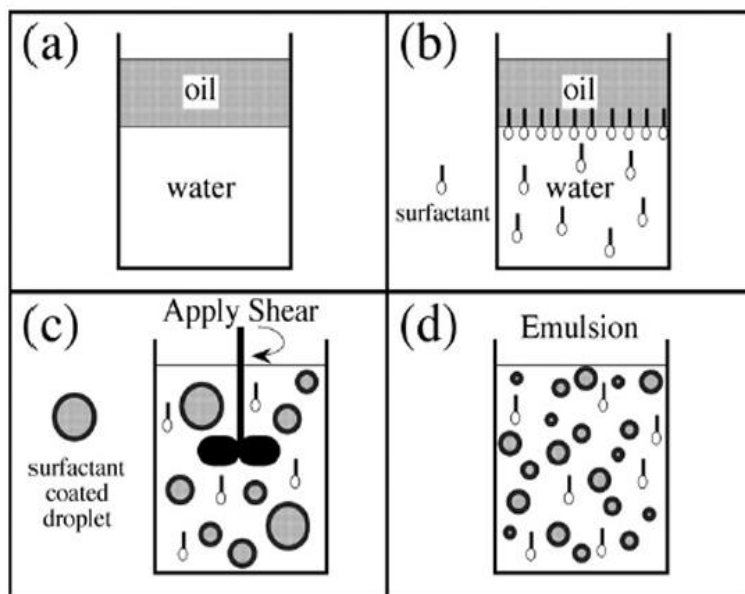 (a)
oil
water
(b)
oil
water
surfactant
(c)
Apply Shear
surfactant
coated
droplet
(d)
Emulsion